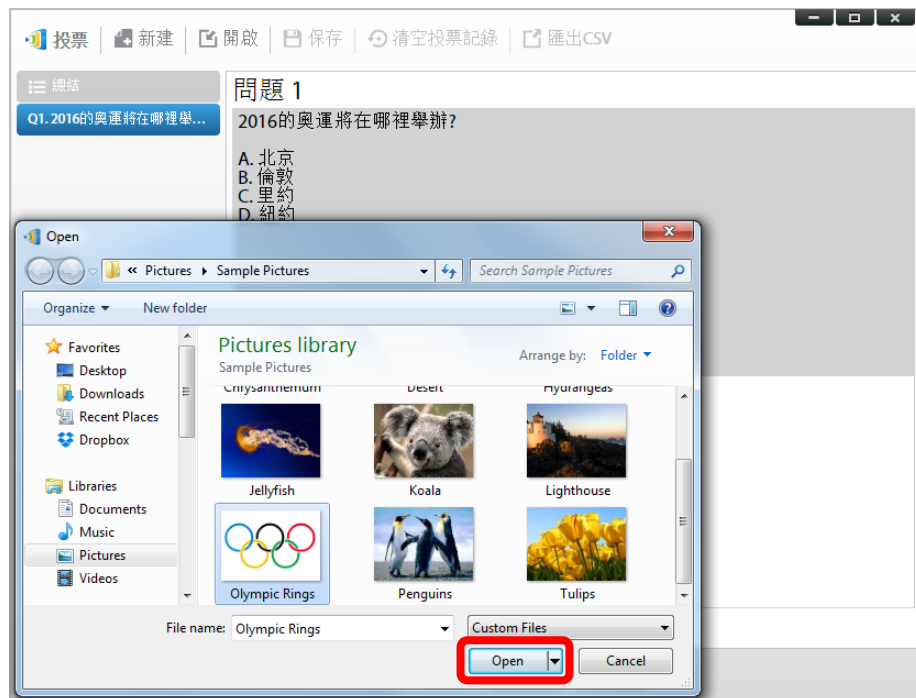 投票 新建 開啟 保存 清空投票記錄 匯出CSV
總結
問題 1
Q1. 2016的奧運將在哪裡舉...
2016的奧運將在哪裡舉辦?
A. 北京
B. 倫敦
C. 里約
D. 紐約
Open
« Pictures ▸ Sample Pictures
Search Sample Pictures
Organize New folder
Favorites
Desktop
Downloads
Recent Places
Dropbox
Libraries
Documents
Music
Pictures
Videos
Pictures library
Sample Pictures
Arrange by: Folder
Chrysanthemum Desert Hydrangeas
Jellyfish Koala Lighthouse
Olympic Rings Penguins Tulips
File name: Olympic Rings Custom Files
Open Cancel